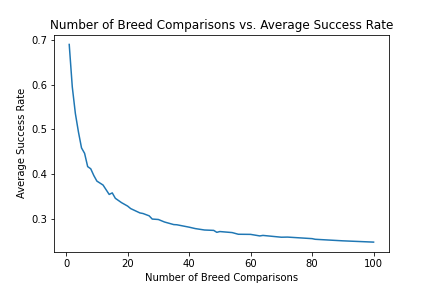 Number of Breed Comparisons vs. Average Success Rate
Average Success Rate
0.7
0.6
0.5
0.4
0.3
0 20 40 60 80 100
Number of Breed Comparisons